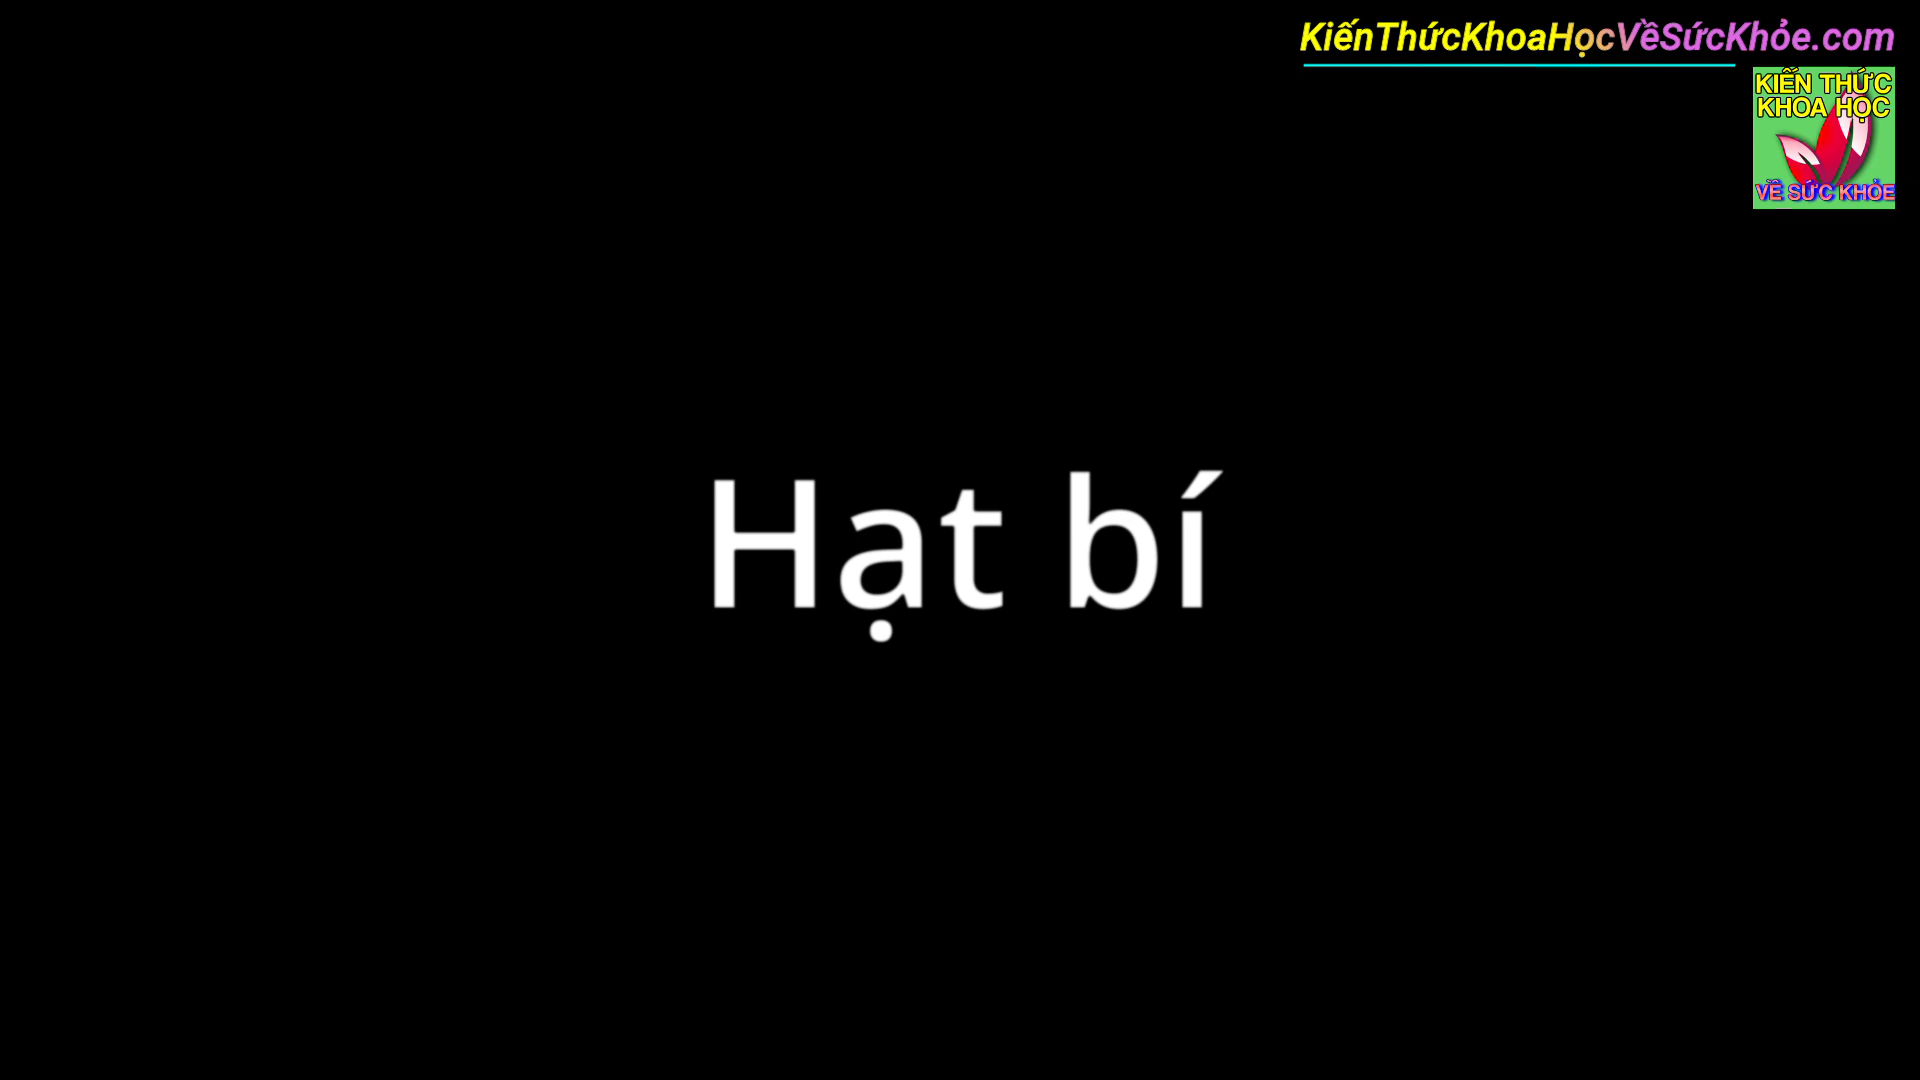 KiếnThứcKhoaHọcVềSứcKhỏe.com
KIẾN THỨC
KHOA HỌC
VỀ SỨC KHỎE
Hạt bí